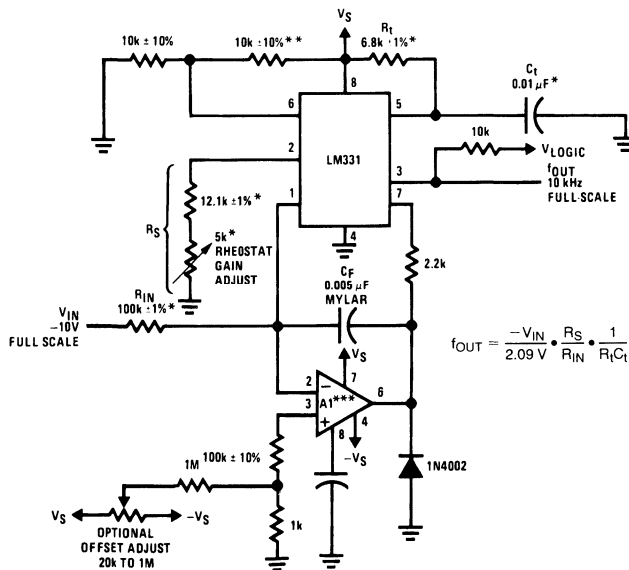 VS
10k ± 10%
10k ± 10%**
Rt
6.8k ± 1%*
Ct
0.01 μF*
8
6
5
2
LM331
10k
VLOGIC
3
fOUT
10 kHz
FULL-SCALE
1
7
RS
12.1k ± 1%*
4
5k*
RHEOSTAT
GAIN
ADJUST
2.2k
CF
0.005 μF
MYLAR
RIN
100k ± 1%*
VIN
−10V
FULL SCALE
VS
fOUT = −VIN/2.09 V • RS/RIN • 1/RtCt
7
2
−
A1***
6
3
+
8
4
−VS
100k ± 10%
1M
1N4002
VS
−VS
1k
OPTIONAL
OFFSET ADJUST
20k TO 1M